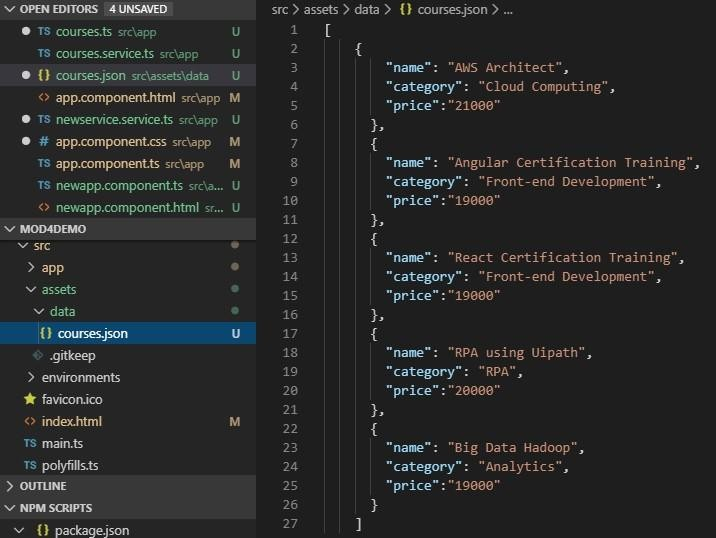 OPEN EDITORS 4 UNSAVED
TS courses.ts src\app U
TS courses.service.ts src\app U
{} courses.json src\assets\data U
<> app.component.html src\app M
TS newservice.service.ts src\app U
# app.component.css src\app M
TS app.component.ts src\app M
TS newapp.component.ts src\a... U
<> newapp.component.html sr... U
MOD4DEMO
src
app
assets
data
{} courses.json U
.gitkeep
environments
favicon.ico
<> index.html M
TS main.ts
TS polyfills.ts
OUTLINE
NPM SCRIPTS
{} package.json
src > assets > data > {} courses.json > ...
1 [
2 {
3 "name": "AWS Architect",
4 "category": "Cloud Computing",
5 "price":"21000"
6 },
7 {
8 "name": "Angular Certification Training",
9 "category": "Front-end Development",
10 "price":"19000"
11 },
12 {
13 "name": "React Certification Training",
14 "category": "Front-end Development",
15 "price":"19000"
16 },
17 {
18 "name": "RPA using Uipath",
19 "category": "RPA",
20 "price":"20000"
21 },
22 {
23 "name": "Big Data Hadoop",
24 "category": "Analytics",
25 "price":"19000"
26 }
27 ]